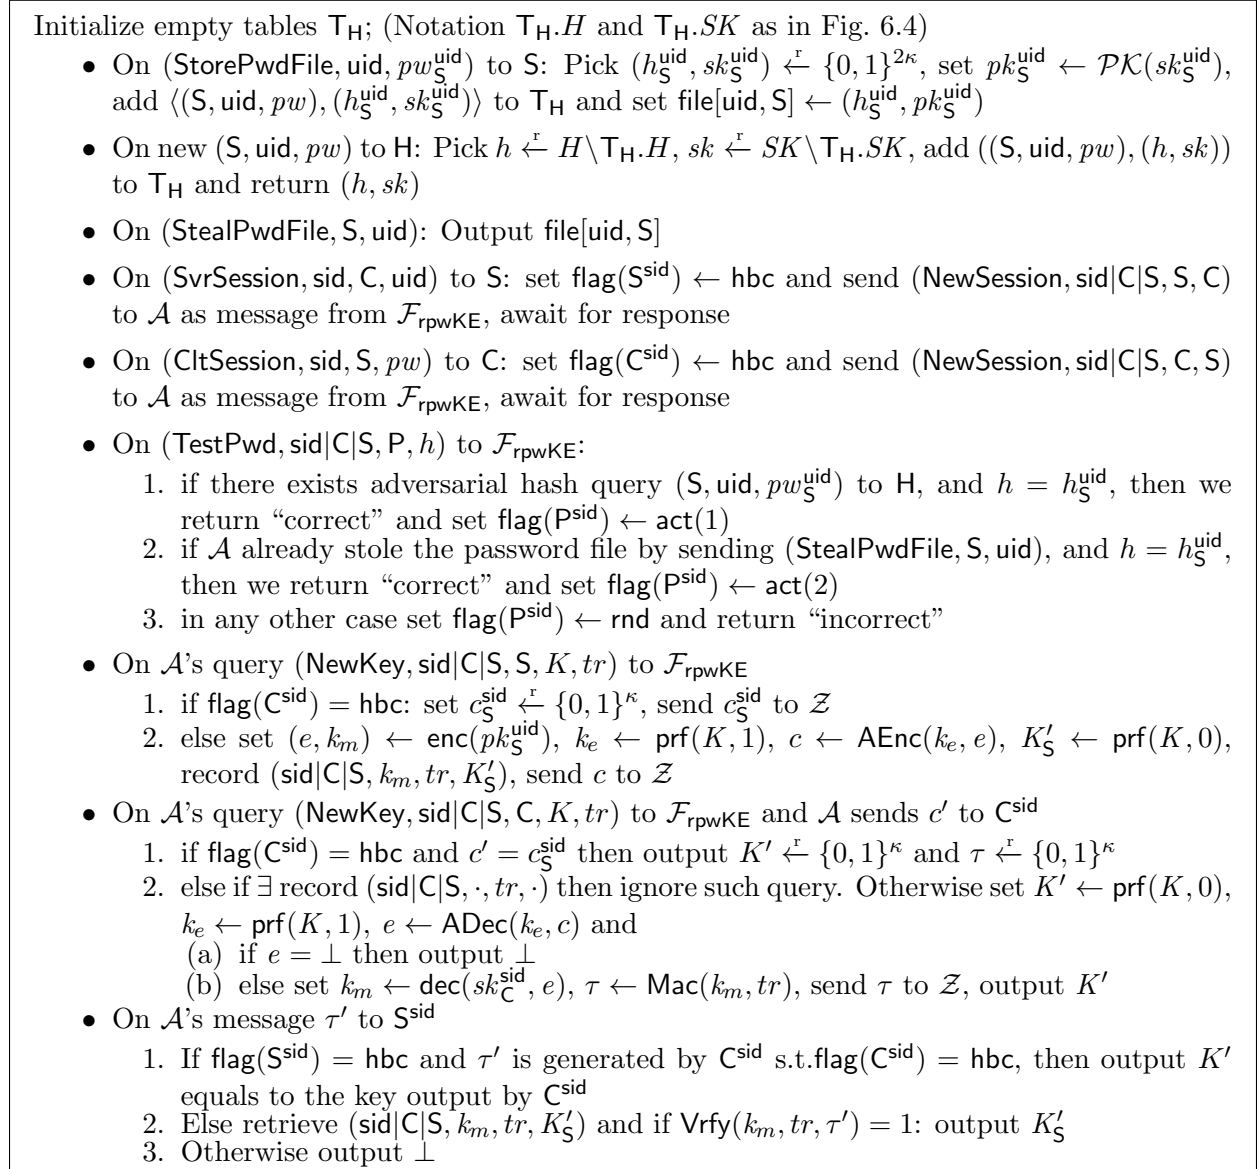 Initialize empty tables T_H; (Notation T_H.H and T_H.SK as in Fig. 6.4)
• On (StorePwdFile, uid, pw_S^uid) to S: Pick (h_S^uid, sk_S^uid) ←^r {0, 1}^{2κ}, set pk_S^uid ← 𝒫𝒦(sk_S^uid),
add ⟨(S, uid, pw), (h_S^uid, sk_S^uid)⟩ to T_H and set file[uid, S] ← (h_S^uid, pk_S^uid)
• On new (S, uid, pw) to H: Pick h ←^r H\T_H.H, sk ←^r SK\T_H.SK, add ((S, uid, pw), (h, sk))
to T_H and return (h, sk)
• On (StealPwdFile, S, uid): Output file[uid, S]
• On (SvrSession, sid, C, uid) to S: set flag(S^sid) ← hbc and send (NewSession, sid|C|S, S, C)
to 𝒜 as message from ℱ_rpwKE, await for response
• On (CltSession, sid, S, pw) to C: set flag(C^sid) ← hbc and send (NewSession, sid|C|S, C, S)
to 𝒜 as message from ℱ_rpwKE, await for response
• On (TestPwd, sid|C|S, P, h) to ℱ_rpwKE:
1. if there exists adversarial hash query (S, uid, pw_S^uid) to H, and h = h_S^uid, then we
return “correct” and set flag(P^sid) ← act(1)
2. if 𝒜 already stole the password file by sending (StealPwdFile, S, uid), and h = h_S^uid,
then we return “correct” and set flag(P^sid) ← act(2)
3. in any other case set flag(P^sid) ← rnd and return “incorrect”
• On 𝒜’s query (NewKey, sid|C|S, S, K, tr) to ℱ_rpwKE
1. if flag(C^sid) = hbc: set c_S^sid ←^r {0, 1}^κ, send c_S^sid to 𝒵
2. else set (e, k_m) ← enc(pk_S^uid), k_e ← prf(K, 1), c ← AEnc(k_e, e), K′_S ← prf(K, 0),
record (sid|C|S, k_m, tr, K′_S), send c to 𝒵
• On 𝒜’s query (NewKey, sid|C|S, C, K, tr) to ℱ_rpwKE and 𝒜 sends c′ to C^sid
1. if flag(C^sid) = hbc and c′ = c_S^sid then output K′ ←^r {0, 1}^κ and τ ←^r {0, 1}^κ
2. else if ∃ record (sid|C|S, ·, tr, ·) then ignore such query. Otherwise set K′ ← prf(K, 0),
k_e ← prf(K, 1), e ← ADec(k_e, c) and
(a) if e = ⊥ then output ⊥
(b) else set k_m ← dec(sk_C^sid, e), τ ← Mac(k_m, tr), send τ to 𝒵, output K′
• On 𝒜’s message τ′ to S^sid
1. If flag(S^sid) = hbc and τ′ is generated by C^sid s.t.flag(C^sid) = hbc, then output K′
equals to the key output by C^sid
2. Else retrieve (sid|C|S, k_m, tr, K′_S) and if Vrfy(k_m, tr, τ′) = 1: output K′_S
3. Otherwise output ⊥